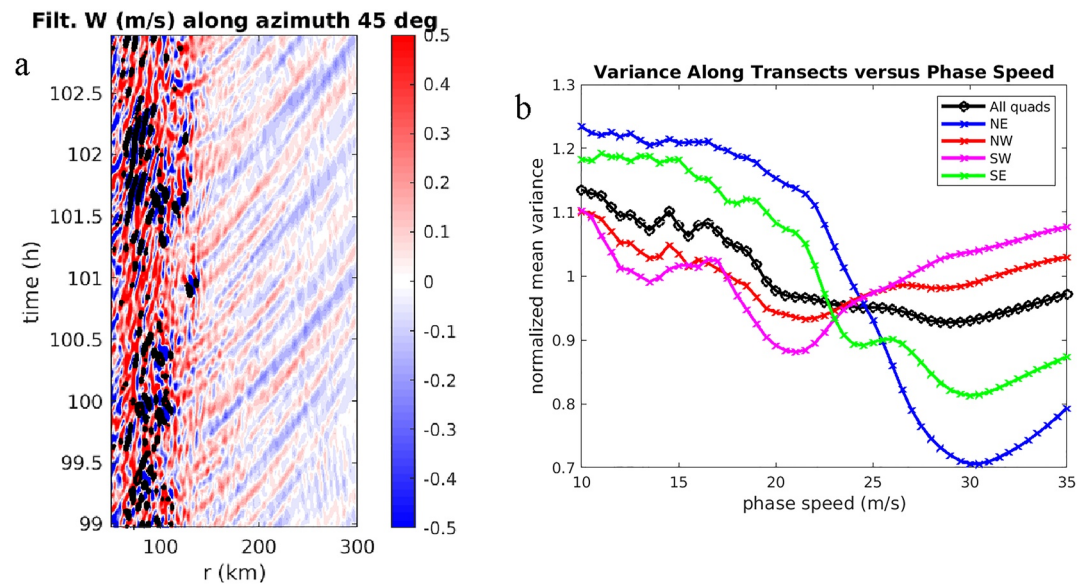 Filt. W (m/s) along azimuth 45 deg
a
time (h)
102.5
102
101.5
101
100.5
100
99.5
99
100
200
300
r (km)
0.5
0.4
0.3
0.2
0.1
0
-0.1
-0.2
-0.3
-0.4
-0.5
Variance Along Transects versus Phase Speed
b
normalized mean variance
1.3
1.2
1.1
1
0.9
0.8
0.7
10
15
20
25
30
35
phase speed (m/s)
All quads
NE
NW
SW
SE